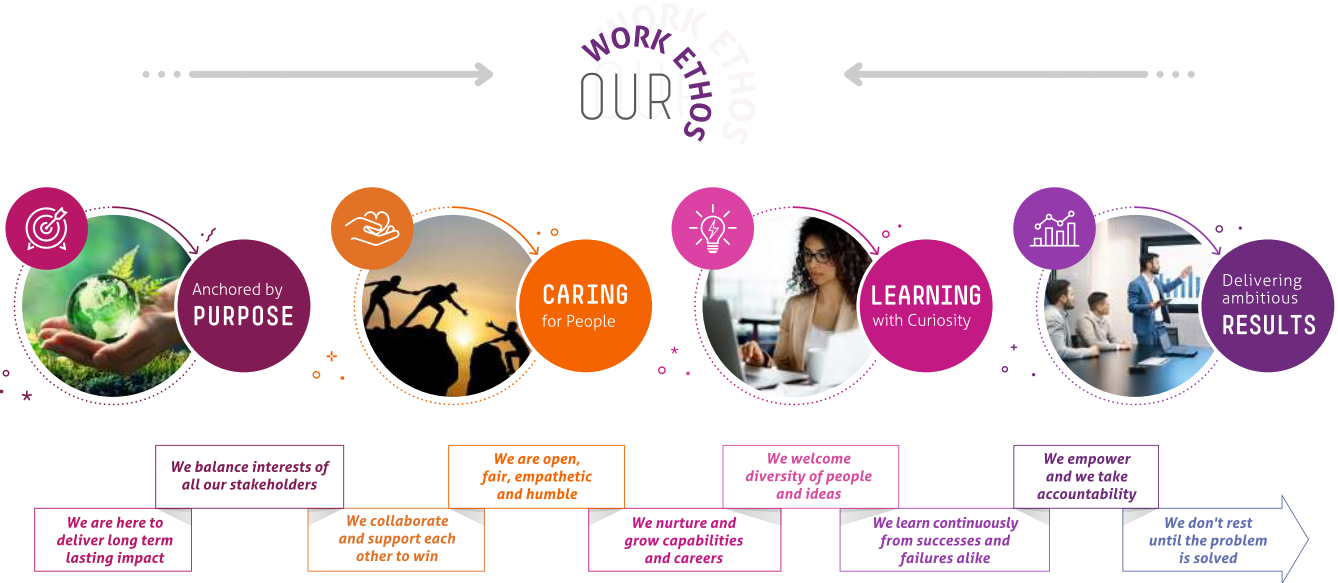 OUR
WORK ETHOS
Anchored by
PURPOSE
CARING
for People
LEARNING
with Curiosity
Delivering
ambitious
RESULTS
We are here to
deliver long term
lasting impact
We balance interests of
all our stakeholders
We collaborate
and support each
other to win
We are open,
fair, empathetic
and humble
We nurture and
grow capabilities
and careers
We welcome
diversity of people
and ideas
We learn continuously
from successes and
failures alike
We empower
and we take
accountability
We don't rest
until the problem
is solved